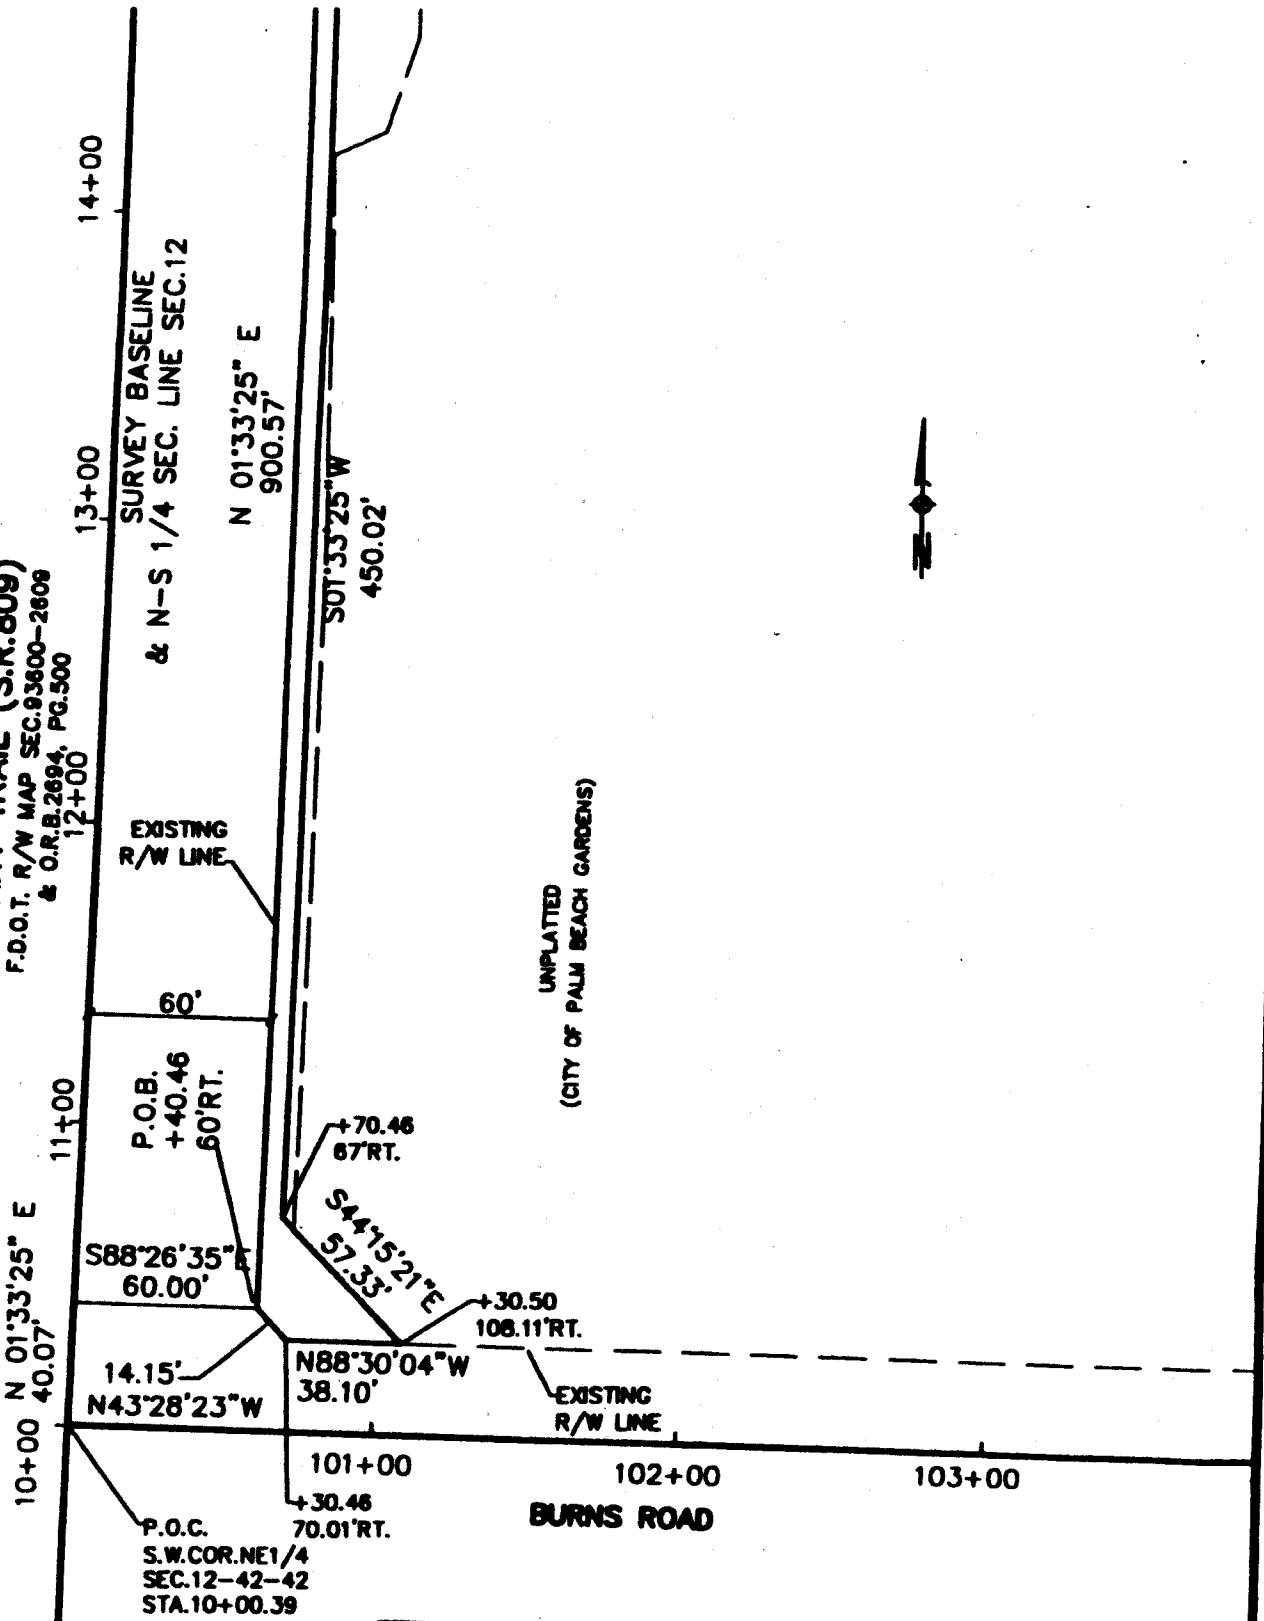 14+00
SURVEY BASELINE
& N-S 1/4 SEC. LINE SEC.12
N 01°33'25" E
900.57'
13+00
S01°33'25"W
450.02'
(S.R.809)
F.D.O.T. R/W MAP SEC.93600-2609
& O.R.B.2694, PG.500
12+00
EXISTING
R/W LINE
UNPLATTED
(CITY OF PALM BEACH GARDENS)
N
60'
P.O.B.
+40.46
60'RT.
11+00
+70.46
67'RT.
S44°15'21"E
57.33'
N 01°33'25" E
40.07'
S88°26'35"E
60.00'
+30.50
108.11'RT.
14.15'
N43°28'23"W
N88°30'04"W
38.10'
EXISTING
R/W LINE
10+00
101+00
102+00
103+00
+30.46
70.01'RT.
BURNS ROAD
P.O.C.
S.W.COR.NE1/4
SEC.12-42-42
STA.10+00.39